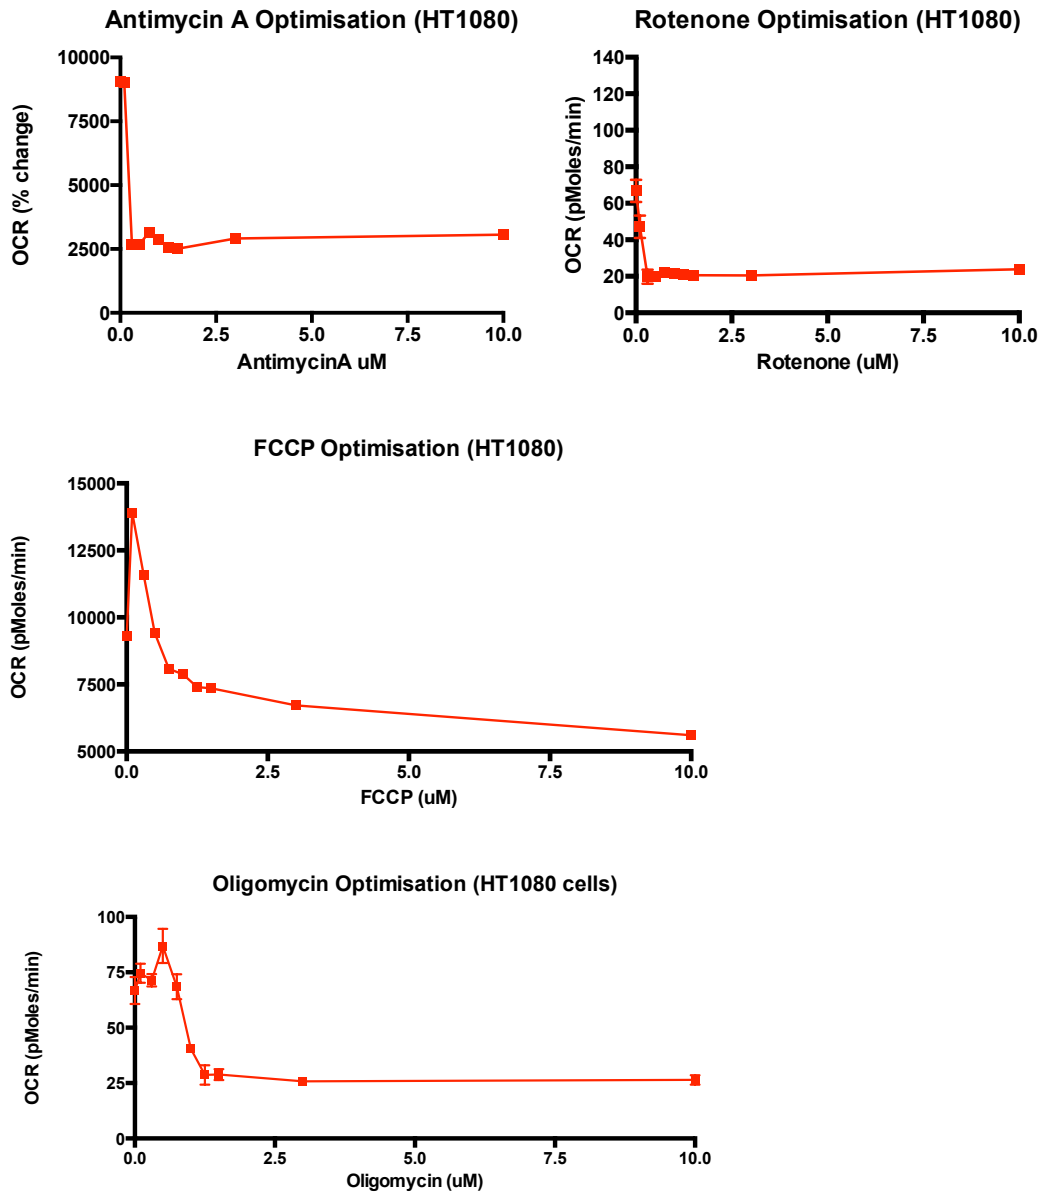 Antimycin A Optimisation (HT1080)
OCR (% change)
10000
7500
5000
2500
0
0.0 2.5 5.0 7.5 10.0
AntimycinA uM
Rotenone Optimisation (HT1080)
OCR (pMoles/min)
140
120
100
80
60
40
20
0
0.0 2.5 5.0 7.5 10.0
Rotenone (uM)
FCCP Optimisation (HT1080)
OCR (pMoles/min)
15000
12500
10000
7500
5000
0.0 2.5 5.0 7.5 10.0
FCCP (uM)
Oligomycin Optimisation (HT1080 cells)
OCR (pMoles/min)
100
75
50
25
0
0.0 2.5 5.0 7.5 10.0
Oligomycin (uM)